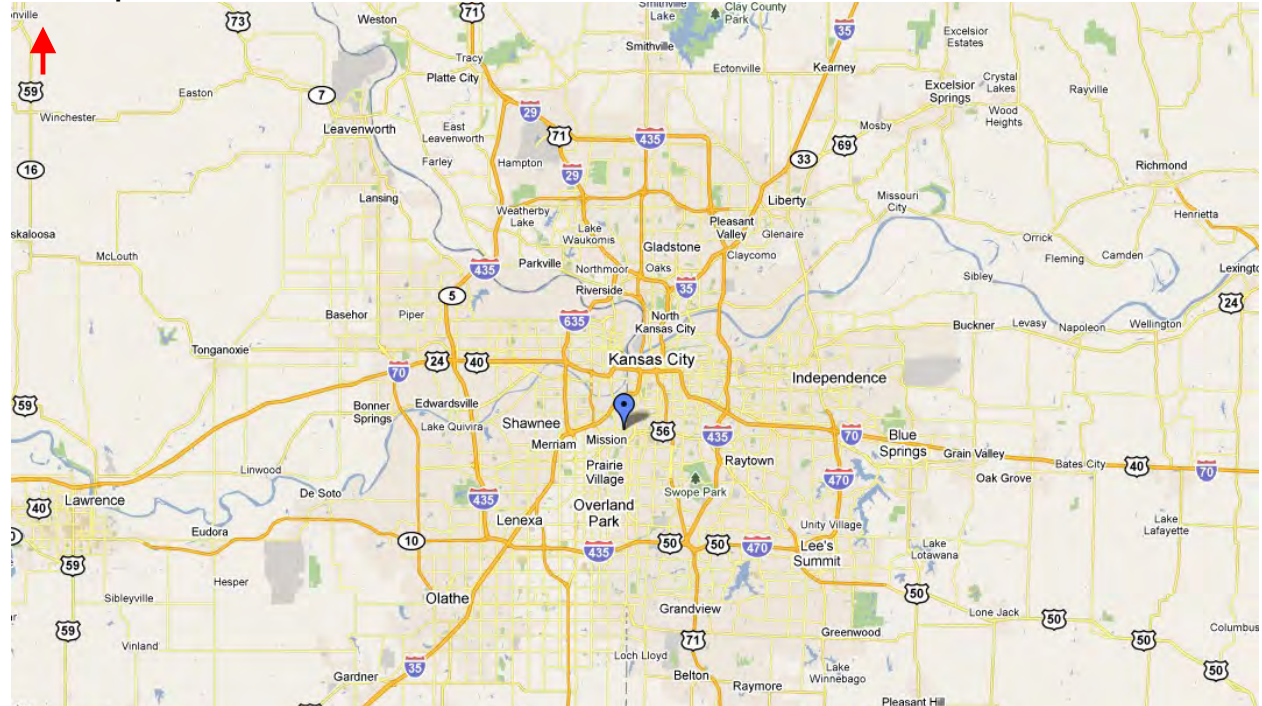 Smithville
Lake
Clay County
Park
73
Weston
71
35
Excelsior
Estates
Smithville
Tracy
Platte City
Ectonville
Kearney
59
Easton
7
Excelsior
Springs
Crystal
Lakes
Rayville
Winchester
29
Wood
Heights
Leavenworth
East
Leavenworth
71
435
Mosby
69
Farley
Hampton
33
Richmond
16
29
Lansing
Liberty
Missouri
City
Weatherby
Lake
Pleasant
Valley
Henrietta
skaloosa
Lake
Waukomis
Glenaire
Orrick
McLouth
Gladstone
Claycomo
Fleming
Camden
435
Parkville
Northmoor
Oaks
Sibley
Lexingto
5
Riverside
35
24
Basehor
Piper
635
North
Kansas City
Buckner
Levasy
Napoleon
Wellington
Tonganoxie
24
40
Kansas City
70
Independence
59
Bonner
Springs
Edwardsville
Lake Quivira
Shawnee
Merriam
Mission
56
435
70
Blue
Springs
Grain Valley
Linwood
Prairie
Village
Raytown
Bates City
40
70
Oak Grove
De Soto
470
Swope Park
Lawrence
40
435
Overland
Park
Lenexa
Unity Village
Lake
Lafayette
Eudora
10
435
50
50
470
Lee's
Summit
Lake
Lotawana
59
Hesper
50
Sibleyville
Olathe
Grandview
Lone Jack
50
59
Greenwood
Columbus
Vinland
71
50
35
Loch Lloyd
50
Gardner
Belton
Lake
Winnebago
Raymore
Pleasant Hill